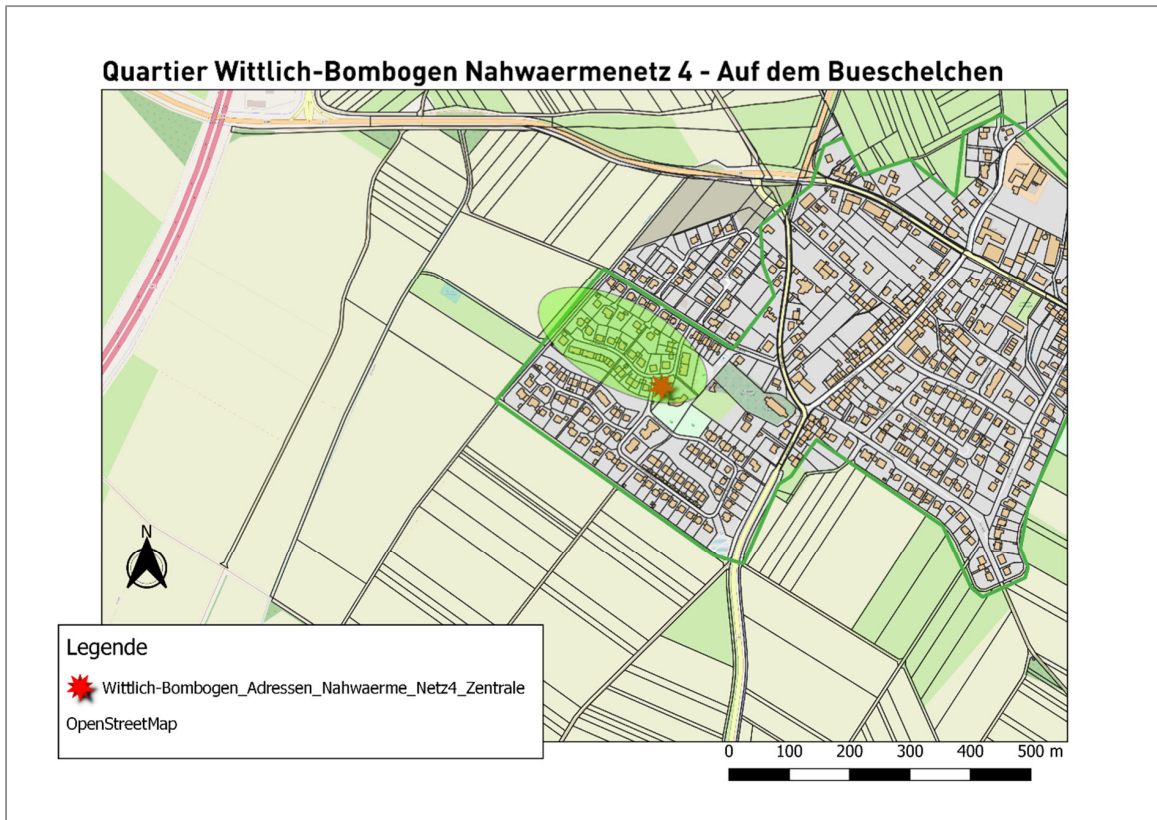 Quartier Wittlich-Bombogen Nahwaermenetz 4 - Auf dem Bueschelchen
N
Legende
Wittlich-Bombogen_Adressen_Nahwaerme_Netz4_Zentrale
OpenStreetMap
0 100 200 300 400 500 m